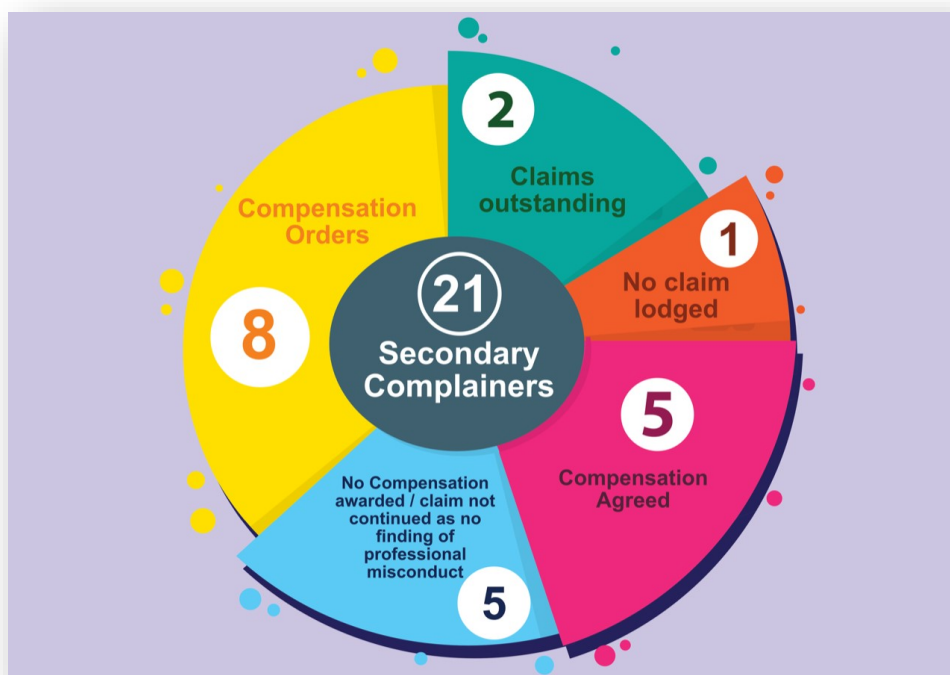 2
Claims
outstanding
1
No claim
lodged
5
Compensation
Agreed
5
No Compensation
awarded / claim not
continued as no
finding of
professional
misconduct
8
Compensation
Orders
21
Secondary
Complainers